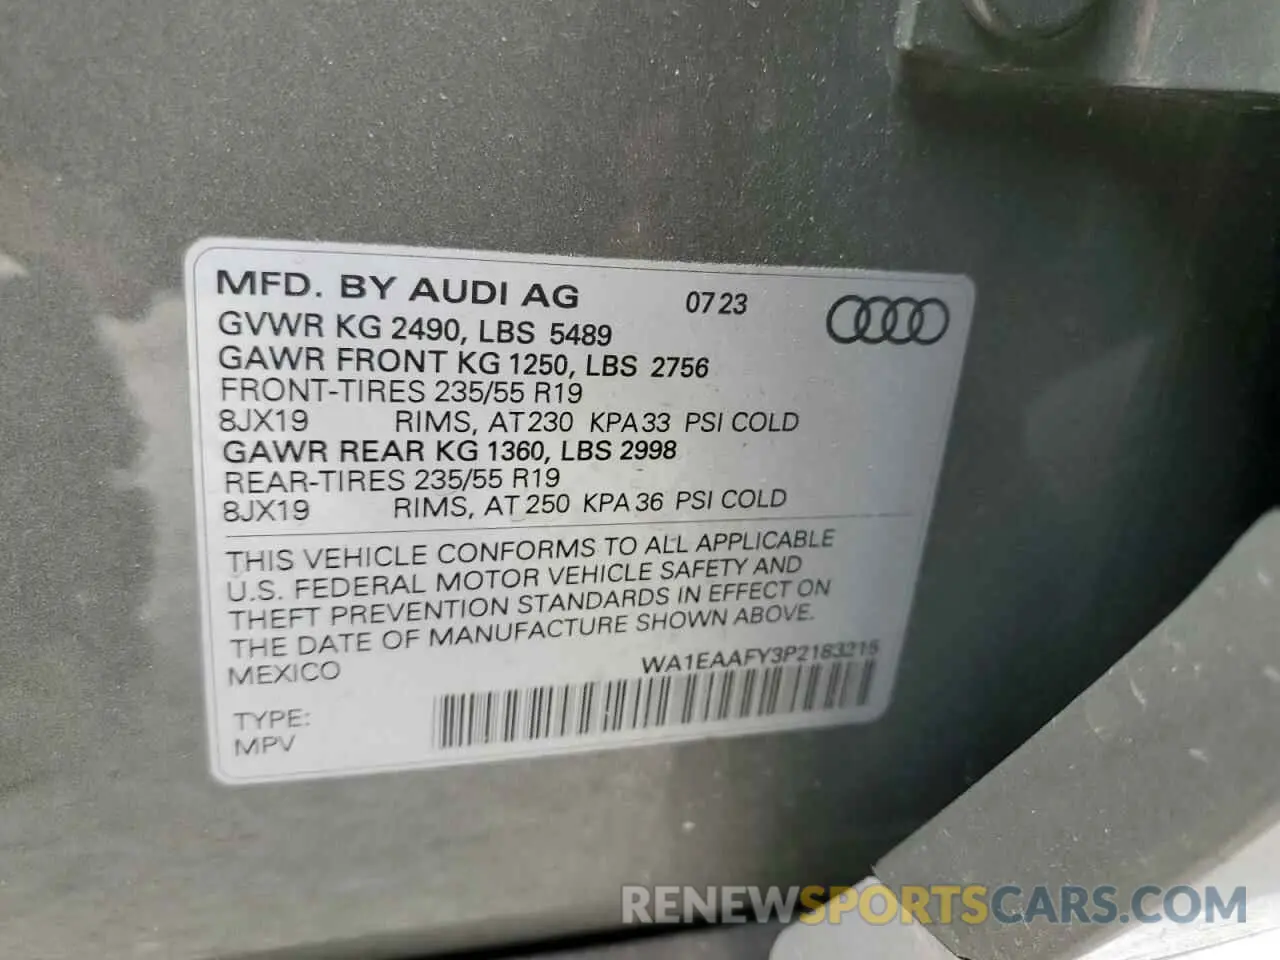 MFD. BY AUDI AG 07 23
GVWR KG 2490, LBS 5489
GAWR FRONT KG 1250, LBS 2756
FRONT-TIRES 235/55 R19
8JX19 RIMS, AT 230 KPA 33 PSI COLD
GAWR REAR KG 1360, LBS 2998
REAR-TIRES 235/55 R19
8JX19 RIMS, AT 250 KPA 36 PSI COLD
THIS VEHICLE CONFORMS TO ALL APPLICABLE
U.S. FEDERAL MOTOR VEHICLE SAFETY AND
THEFT PREVENTION STANDARDS IN EFFECT ON
THE DATE OF MANUFACTURE SHOWN ABOVE.
MEXICO WA1EAAFY3P2183215
TYPE:
MPV
RENEWSPORTSCARS.COM